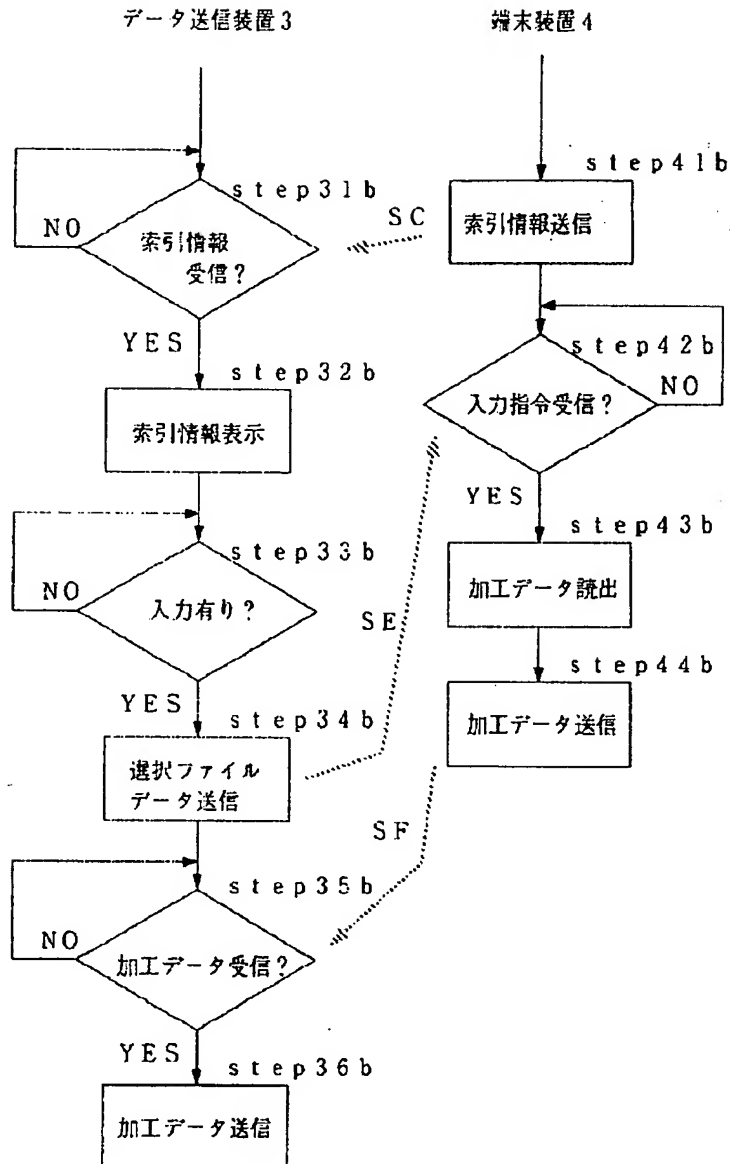 データ送信装置3
端末装置4
step31b
索引情報
受信?
NO
YES
step32b
索引情報表示
step33b
入力有り?
NO
YES
step34b
選択ファイル
データ送信
step35b
加工データ受信?
NO
YES
step36b
加工データ送信
SC
SE
SF
step41b
索引情報送信
step42b
入力指令受信?
NO
YES
step43b
加工データ読出
step44b
加工データ送信